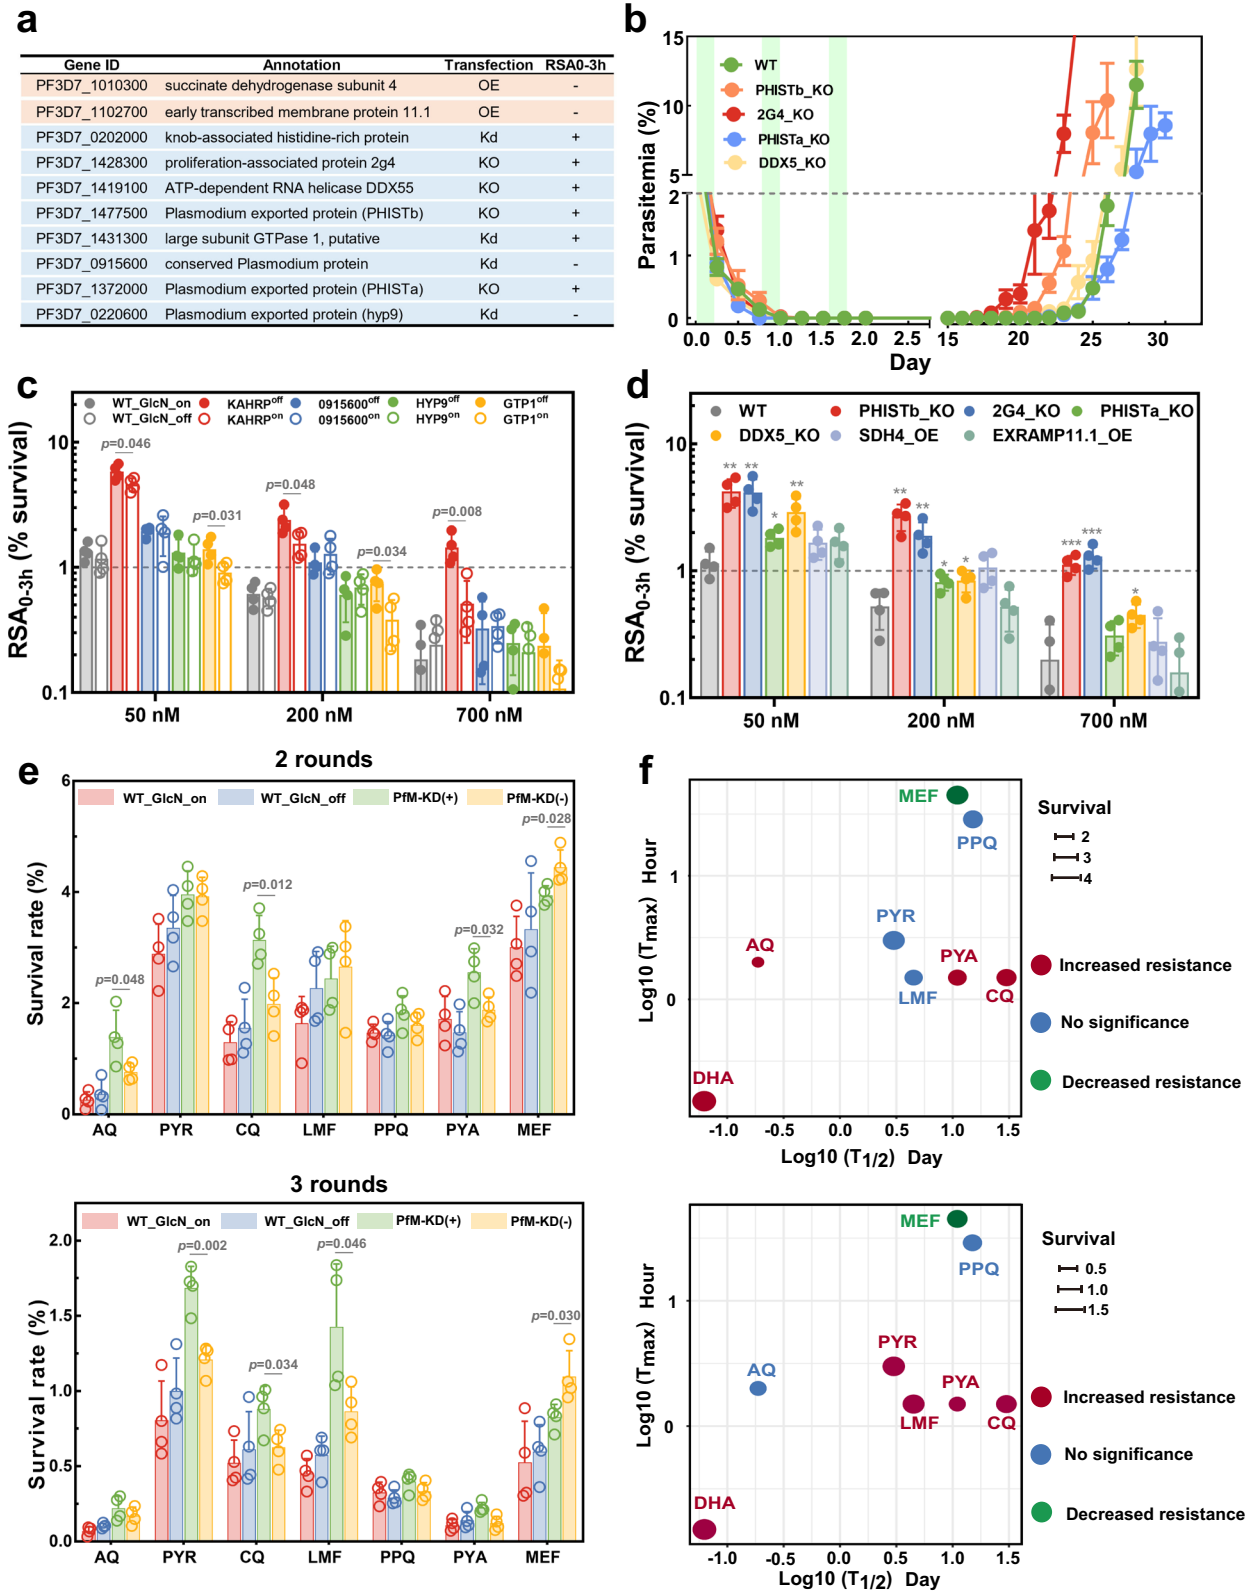 a
Gene ID Annotation Transfection RSA0-3h
PF3D7_1010300 succinate dehydrogenase subunit 4 OE -
PF3D7_1102700 early transcribed membrane protein 11.1 OE -
PF3D7_0202000 knob-associated histidine-rich protein Kd +
PF3D7_1428300 proliferation-associated protein 2g4 KO +
PF3D7_1419100 ATP-dependent RNA helicase DDX55 KO +
PF3D7_1477500 Plasmodium exported protein (PHISTb) KO +
PF3D7_1431300 large subunit GTPase 1, putative Kd +
PF3D7_0915600 conserved Plasmodium protein Kd -
PF3D7_1372000 Plasmodium exported protein (PHISTa) KO +
PF3D7_0220600 Plasmodium exported protein (hyp9) Kd -
b
Parasitemia (%)
15
10
5
2
1
0
WT
PHISTb_KO
2G4_KO
PHISTa_KO
DDX5_KO
0.0 0.5 1.0 1.5 2.0 2.5 15 20 25 30
Day
c
RSA0-3h (% survival)
WT_GlcN_on KAHRPoff 0915600off HYP9off GTP1off
WT_GlcN_off KAHRPon 0915600on HYP9on GTP1on
10
1
0.1
p=0.046
p=0.031
p=0.048
p=0.034
p=0.008
50 nM 200 nM 700 nM
d
RSA0-3h (% survival)
WT PHISTb_KO 2G4_KO PHISTa_KO
DDX5_KO SDH4_OE EXRAMP11.1_OE
10
1
0.1
** ** * **
** ** * *
*** *** *
50 nM 200 nM 700 nM
e
2 rounds
Survival rate (%)
WT_GlcN_on WT_GlcN_off PfM-KD(+) PfM-KD(-)
6
4
2
0
p=0.048
p=0.012
p=0.032
p=0.028
AQ PYR CQ LMF PPQ PYA MEF
3 rounds
Survival rate (%)
WT_GlcN_on WT_GlcN_off PfM-KD(+) PfM-KD(-)
2.0
1.5
1.0
0.5
0.0
p=0.002
p=0.034
p=0.046
p=0.030
AQ PYR CQ LMF PPQ PYA MEF
f
Log10 (Tmax) Hour
1
0
MEF
PPQ
PYR
AQ
PYA
LMF
CQ
DHA
-1.0 -0.5 0.0 0.5 1.0 1.5
Log10 (T1/2) Day
Survival
2
3
4
Increased resistance
No significance
Decreased resistance
Log10 (Tmax) Hour
1
0
MEF
PPQ
PYR
AQ
PYA
LMF
CQ
DHA
-1.0 -0.5 0.0 0.5 1.0 1.5
Log10 (T1/2) Day
Survival
0.5
1.0
1.5
Increased resistance
No significance
Decreased resistance